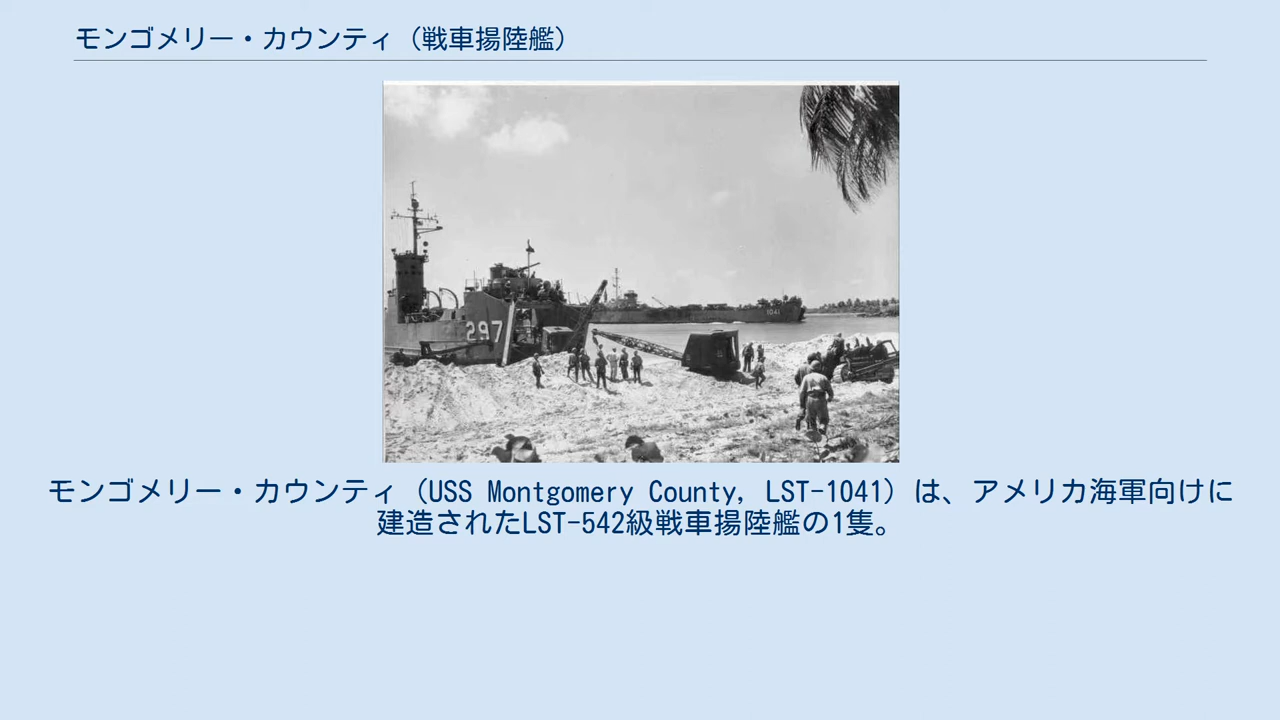 モンゴメリー・カウンティ（戦車揚陸艦）
297
1041
モンゴメリー・カウンティ（USS Montgomery County, LST-1041）は、アメリカ海軍向けに
建造されたLST-542級戦車揚陸艦の1隻。